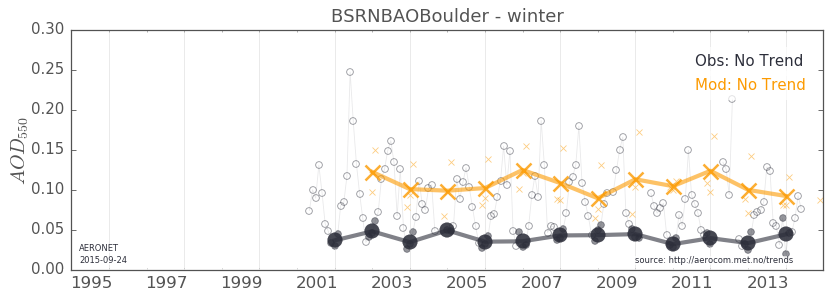 BSRNBAOBoulder - winter
0.30
0.25
0.20
0.15
0.10
0.05
0.00
AOD550
Obs: No Trend
Mod: No Trend
AERONET
2015-09-24
source: http://aerocom.met.no/trends
1995 1997 1999 2001 2003 2005 2007 2009 2011 2013